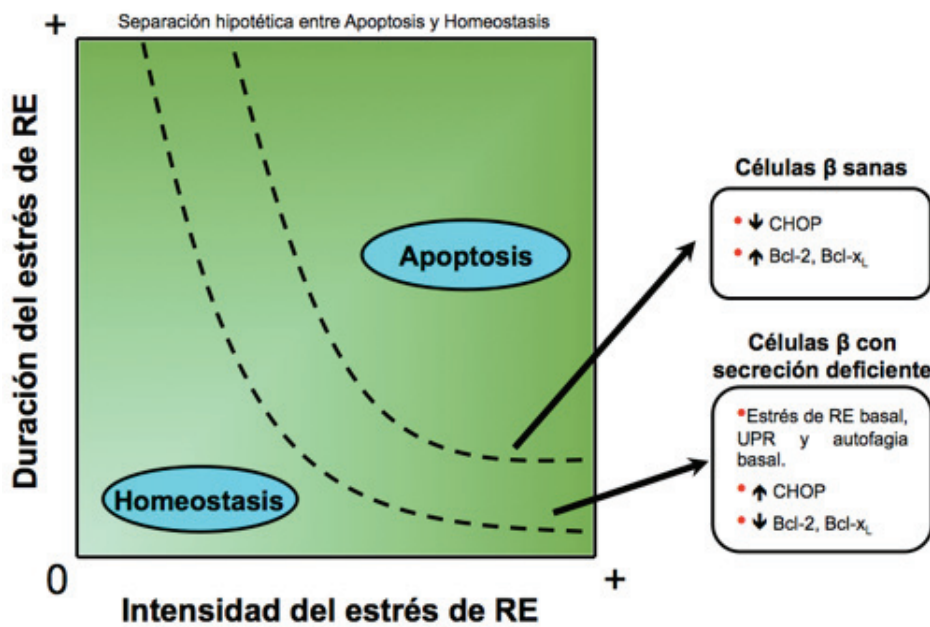 Separación hipotética entre Apoptosis y Homeostasis
+
Duración del estrés de RE
Apoptosis
Homeostasis
0
+
Intensidad del estrés de RE
Células β sanas
• ↓ CHOP
• ↑ Bcl-2, Bcl-xL
Células β con
secreción deficiente
•Estrés de RE basal,
UPR y autofagia
basal.
• ↑ CHOP
• ↓ Bcl-2, Bcl-xL